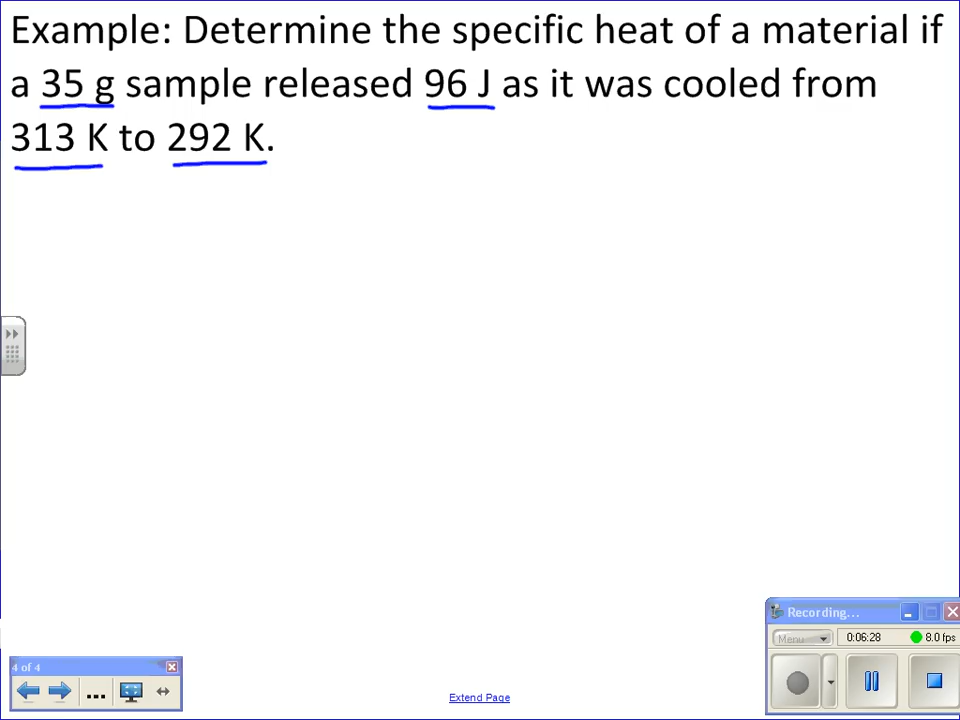 Example: Determine the specific heat of a material if
a 35 g sample released 96 J as it was cooled from
313 K to 292 K.
Recording...
Menu
0:06:28
8.0 fps
4 of 4
...
Extend Page